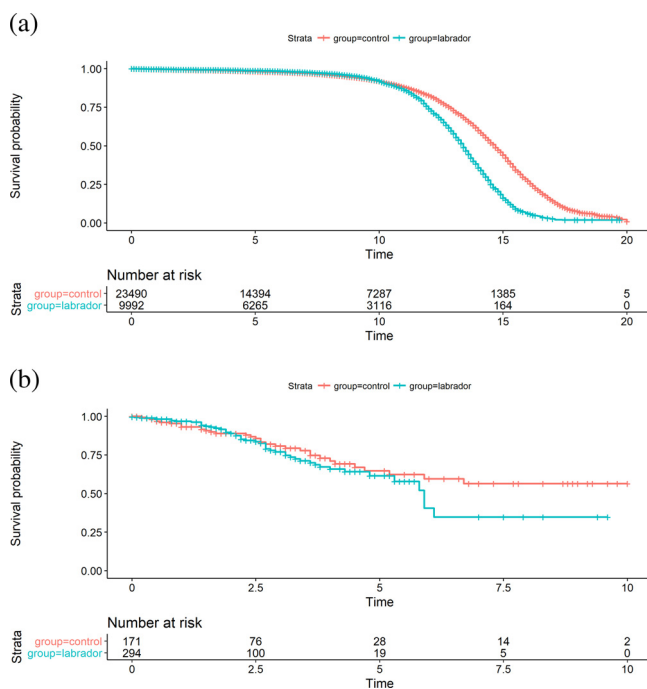 (a)
Strata group=control group=labrador
Survival probability
1.00
0.75
0.50
0.25
0.00
0 5 10 15 20
Time
Number at risk
Strata
group=control 23490 14394 7287 1385 5
group=labrador 9992 6265 3116 164 0
0 5 10 15 20
Time
(b)
Strata group=control group=labrador
Survival probability
1.00
0.75
0.50
0.25
0.00
0 2.5 5 7.5 10
Time
Number at risk
Strata
group=control 171 76 28 14 2
group=labrador 294 100 19 5 0
0 2.5 5 7.5 10
Time